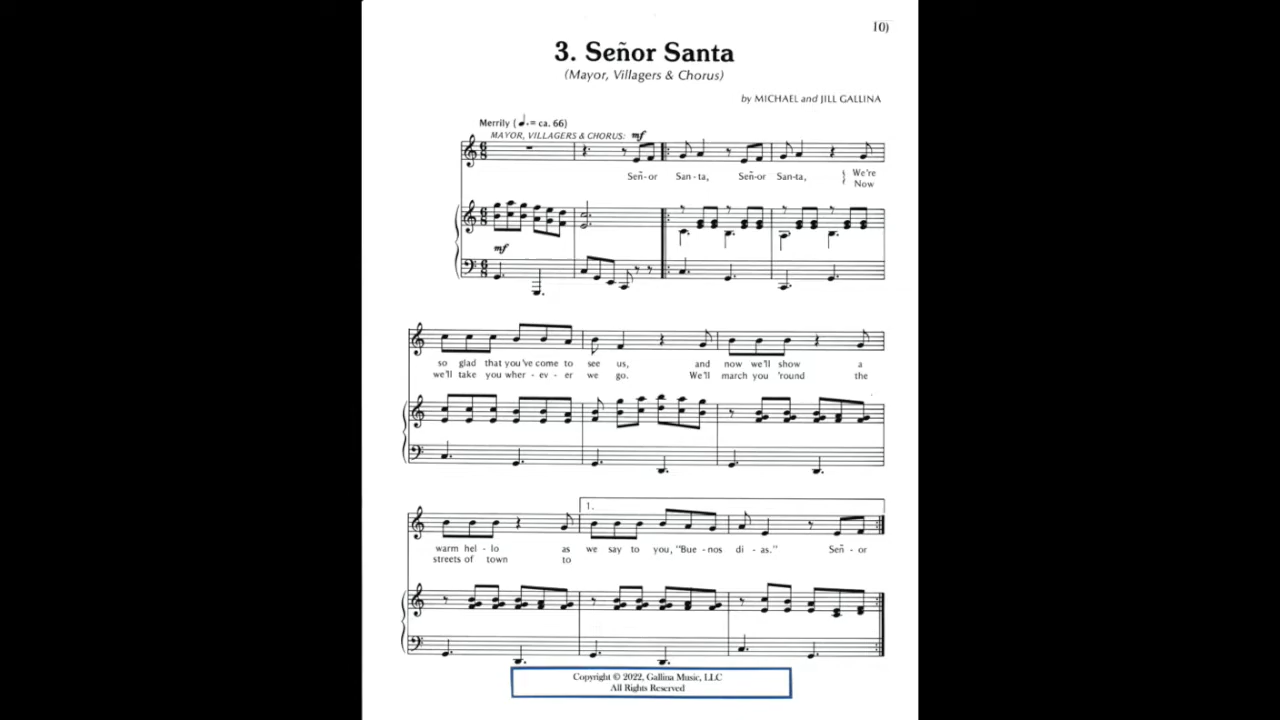 10)
3. Señor Santa
(Mayor, Villagers & Chorus)
by MICHAEL and JILL GALLINA
Merrily (♩. = ca. 66)
MAYOR, VILLAGERS & CHORUS: mf
Señ-or San-ta, Señ-or San-ta, { We're
Now
mf
so glad that you've come to see us, and now we'll show a
we'll take you wher-ev-er we go. We'll march you 'round the
1.
warm hel-lo as we say to you, "Bue-nos di-as." Señ-or
streets of town to
Copyright © 2022, Gallina Music, LLC
All Rights Reserved